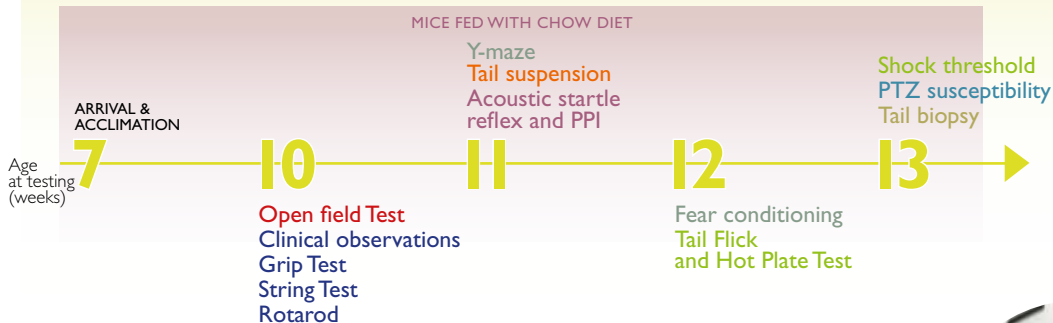 MICE FED WITH CHOW DIET
Y-maze
Tail suspension
Acoustic startle
reflex and PPI
Shock threshold
PTZ susceptibility
Tail biopsy
ARRIVAL &
ACCLIMATION
Age
at testing
(weeks)
7 10 11 12 13
Open field Test
Clinical observations
Grip Test
String Test
Rotarod
Fear conditioning
Tail Flick
and Hot Plate Test